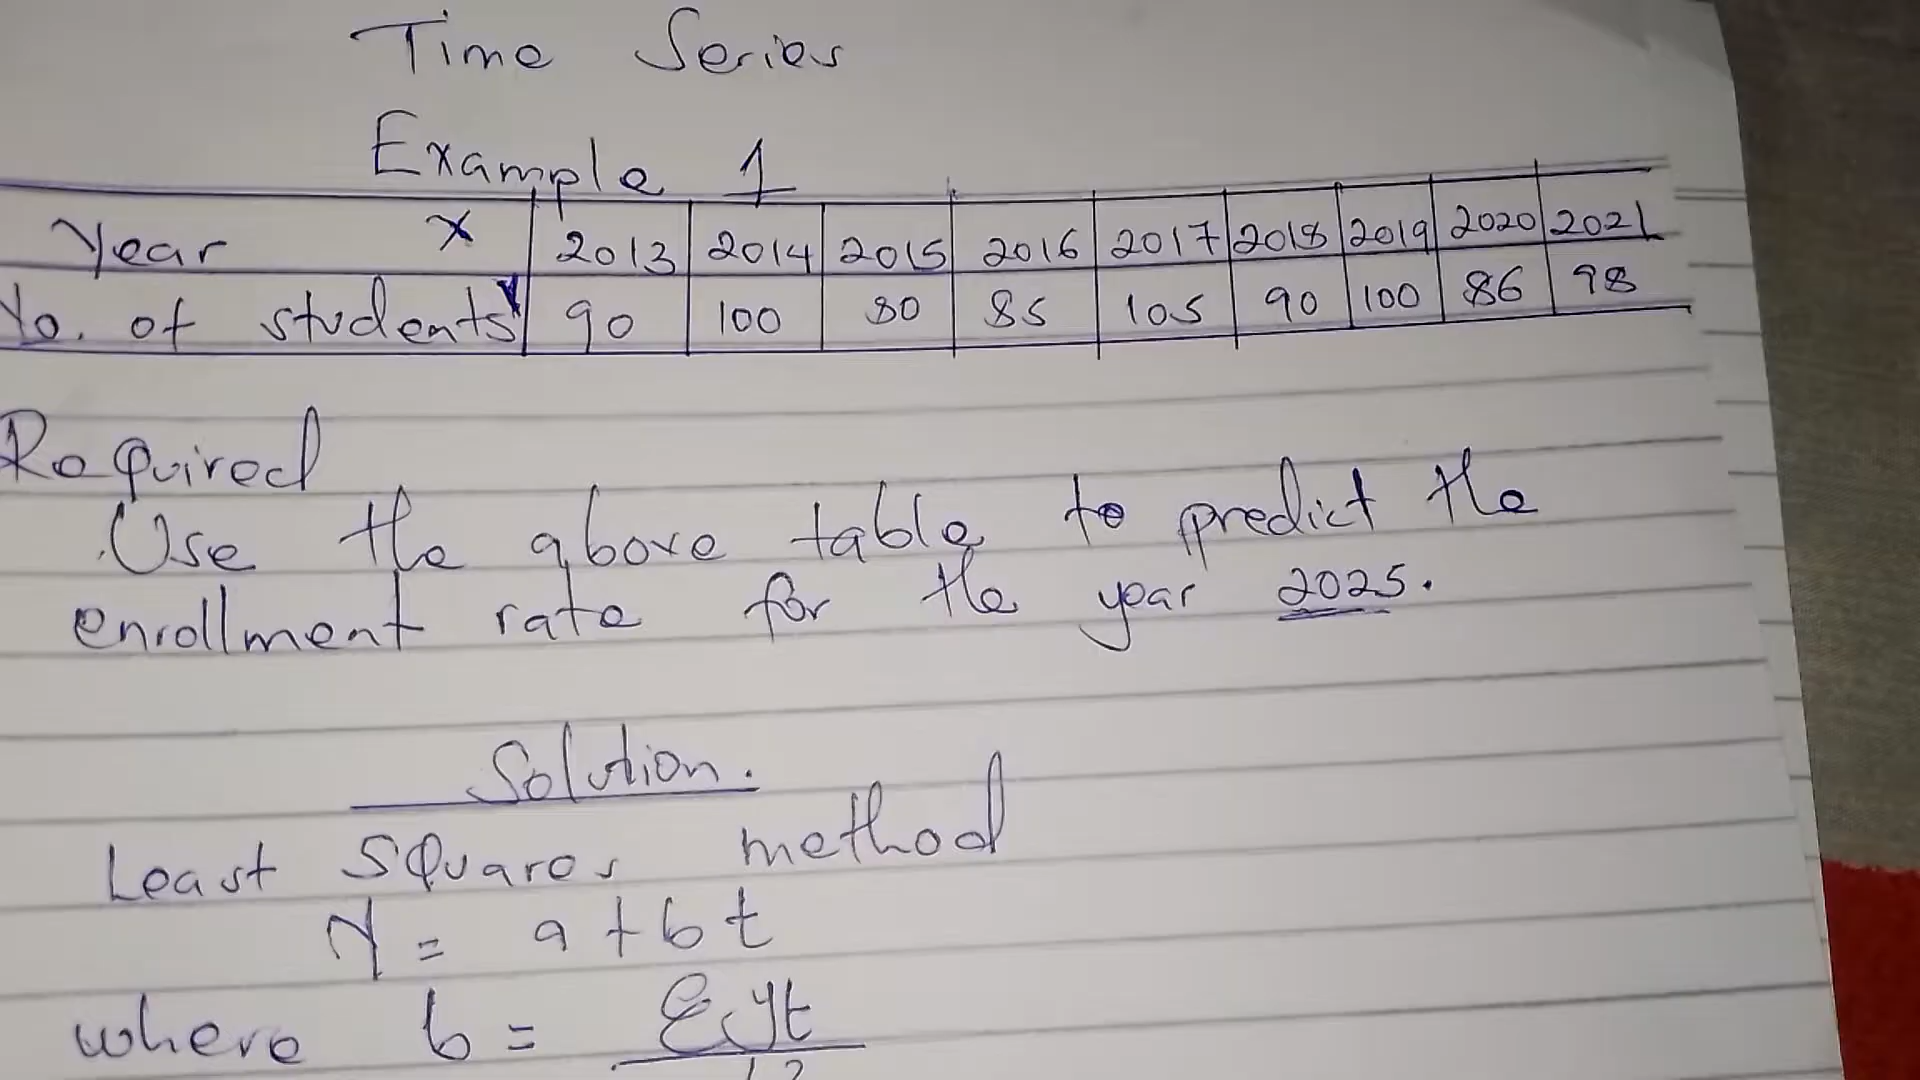 Time Series
Example 1
Year X 2013 2014 2015 2016 2017 2018 2019 2020 2021
No. of students Y 90 100 80 85 105 90 100 86 98
Required
Use the above table to predict the
enrollment rate for the year 2025.
Solution.
Least Squares method
Y = a + b t
where b = Σyt